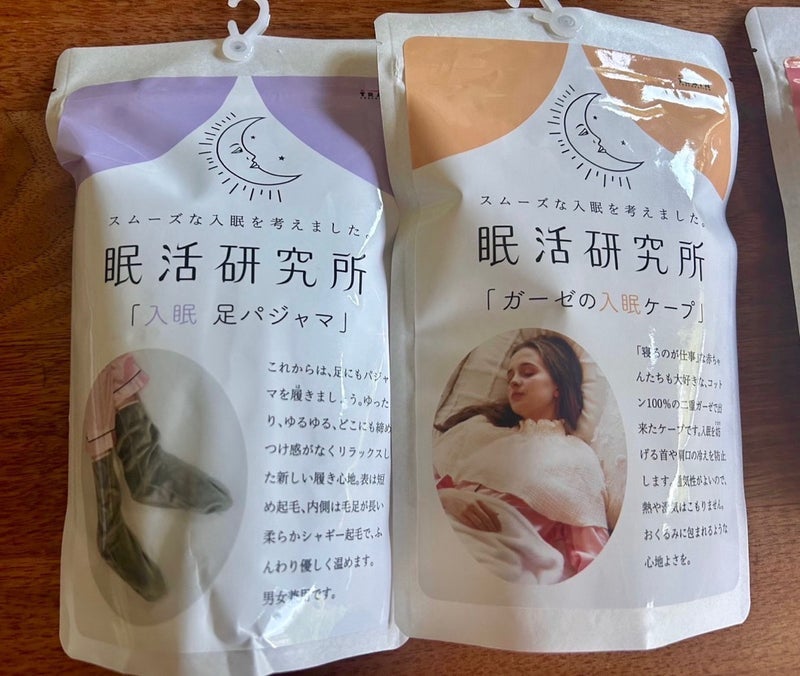 スムーズな入眠を考えました。
眠活研究所
「入眠 足パジャマ」
これからは、足にもパジャ
マを履きましょう。ゆった
り、ゆるゆる、どこにも締め
つけ感がなくリラックスし
た新しい履き心地。表は短
め起毛、内側は毛足が長い
柔らかシャギー起毛で、ふ
んわり優しく温めます。
男女兼用です。
スムーズな入眠を考えました。
眠活研究所
「ガーゼの入眠ケープ」
「寝るのが仕事」な赤ちゃ
んたちも大好きな、コット
ン100%の二重ガーゼで出
来たケープです。入眠を妨
げる首や肩口の冷えを防止
します。通気性がよいので、
熱や湿気はこもりません。
おくるみに包まれるような
心地よさを。